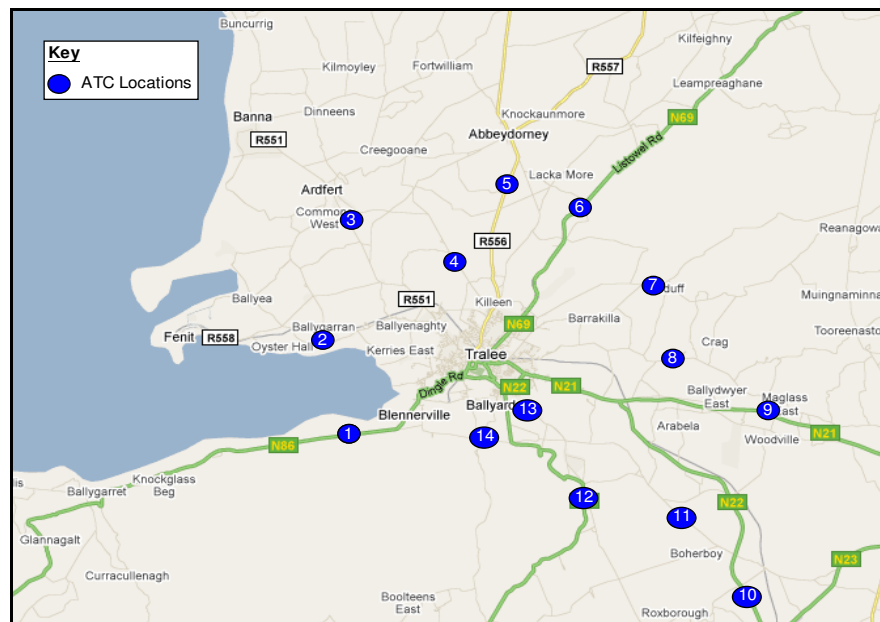 Buncurrig
Key
ATC Locations
Kilmoyley
Fortwilliam
R557
Kilfeighny
Leampreaghane
Banna
Dinneens
Knockaunmore
N69
R551
Abbeydorney
Listowel Rd
Creegooane
Ardfert
5
Lacka More
Commons
West
3
6
R556
Reanagowa
4
7
duff
Ballyea
R551
Killeen
Muingnaminna
Fenit
R558
Ballygarran
Oyster Hall
2
Ballyenaghty
N69
Barrakilla
Tooreenasto
Kerries East
Tralee
8
Crag
Dingle Rd
N22
N21
Ballydwyer
East
Maglass
East
9
Blennerville
Ballyard
13
Arabela
N21
Woodville
1
N86
14
Knockglass
Beg
Ballygarret
lis
12
N22
11
Glannagalt
Boherboy
N23
Curracullenagh
Boolteens
East
10
Roxborough